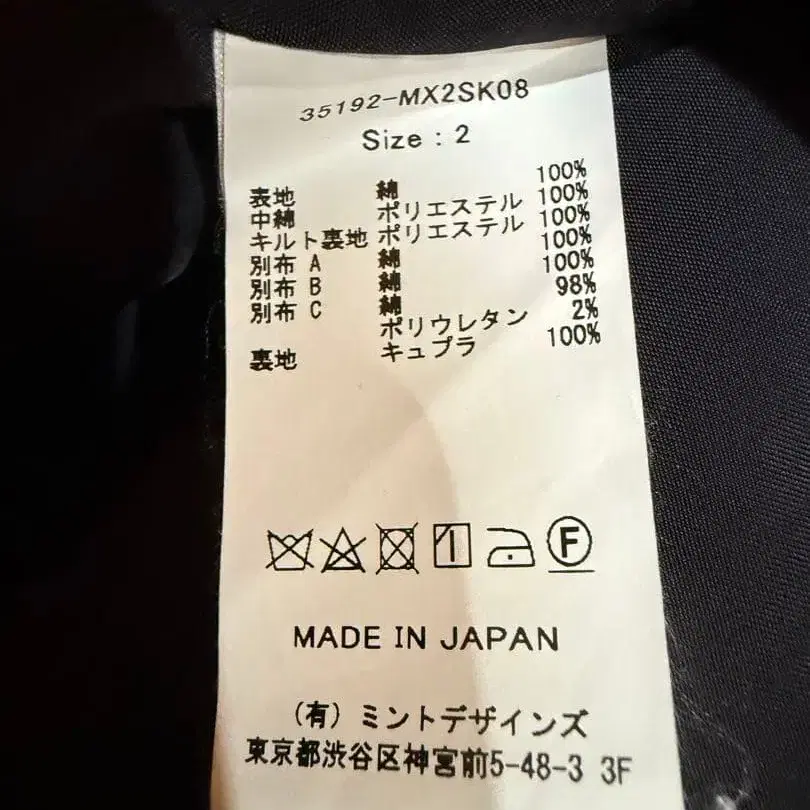 35192-MX2SK08
Size : 2
表地 綿 100%
中綿 ポリエステル 100%
キルト裏地 ポリエステル 100%
別布 A 綿 100%
別布 B 綿 100%
別布 C 綿 98%
ポリウレタン 2%
裏地 キュプラ 100%
F
MADE IN JAPAN
(有) ミントデザインズ
東京都渋谷区神宮前5-48-3 3F